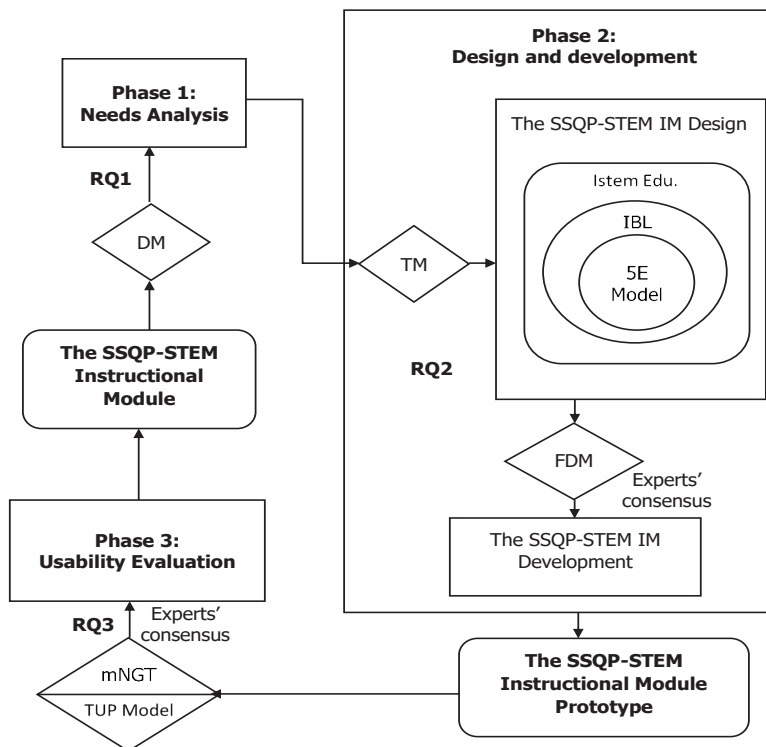 Phase 1:
Needs Analysis
RQ1
DM
The SSQP-STEM
Instructional
Module
Phase 3:
Usability Evaluation
RQ3
Experts'
consensus
mNGT
TUP Model
Phase 2:
Design and development
The SSQP-STEM IM Design
Istem Edu.
IBL
5E
Model
TM
RQ2
FDM
Experts'
consensus
The SSQP-STEM IM
Development
The SSQP-STEM
Instructional Module
Prototype